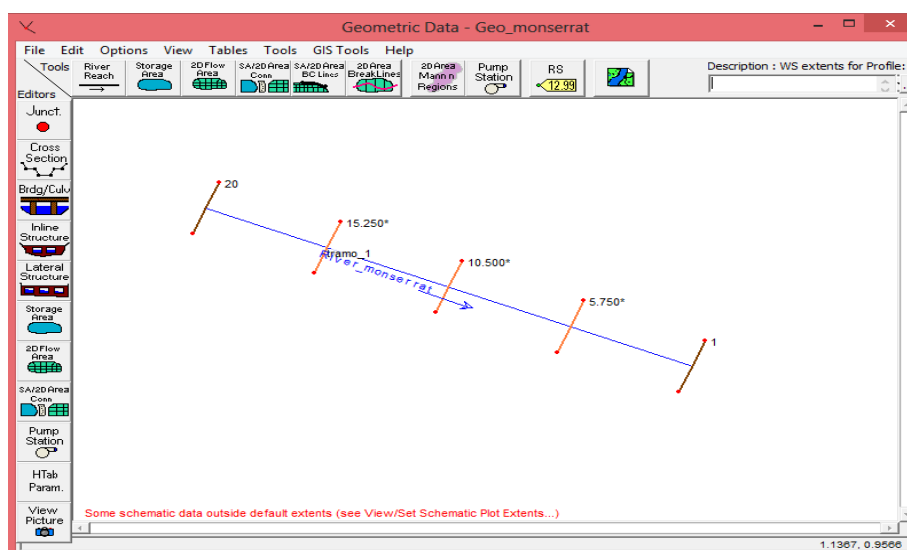 Geometric Data - Geo_monserrat
File Edit Options View Tables Tools GIS Tools Help
Tools
Editors
River Reach
Storage Area
2D Flow Area
SA/2D Area Conn
SA/2D Area BC Lines
2D Area BreakLines
2D Area Mann n Regions
Pump Station
RS
12.99
Description : WS extents for Profile:
Junct.
Cross Section
Brdg/Culv
Inline Structure
Lateral Structure
Storage Area
2D Flow Area
SA/2D Area Conn
Pump Station
HTab Param.
View Picture
20
15.250*
tramo_1
River_monserrat
10.500*
5.750*
1
Some schematic data outside default extents (see View/Set Schematic Plot Extents...)
1.1367, 0.9566